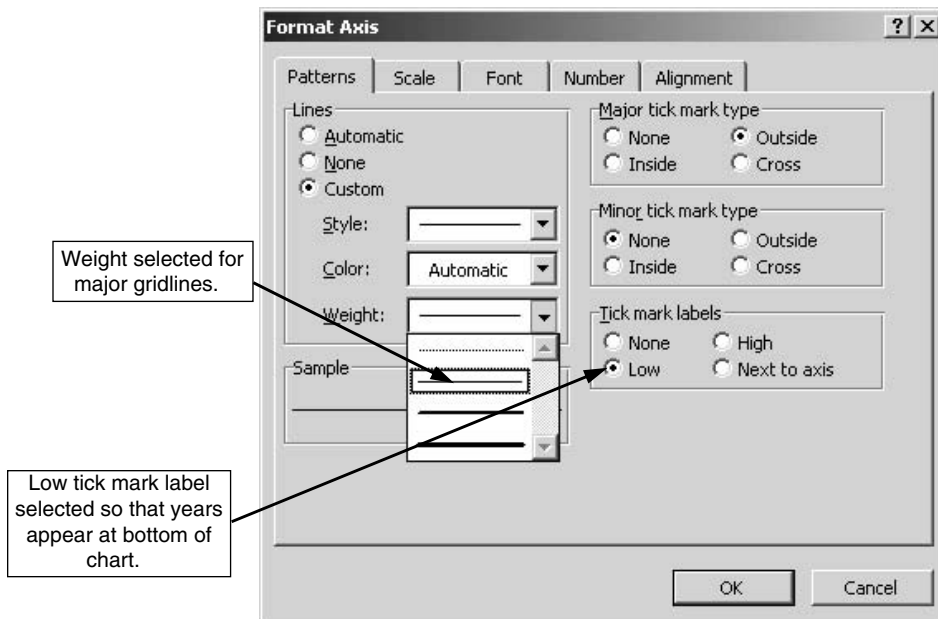 Format Axis
Patterns Scale Font Number Alignment
Lines
Automatic
None
Custom
Style:
Color: Automatic
Weight:
Sample
Major tick mark type
None Outside
Inside Cross
Minor tick mark type
None Outside
Inside Cross
Tick mark labels
None High
Low Next to axis
OK Cancel
Weight selected for
major gridlines.
Low tick mark label
selected so that years
appear at bottom of
chart.